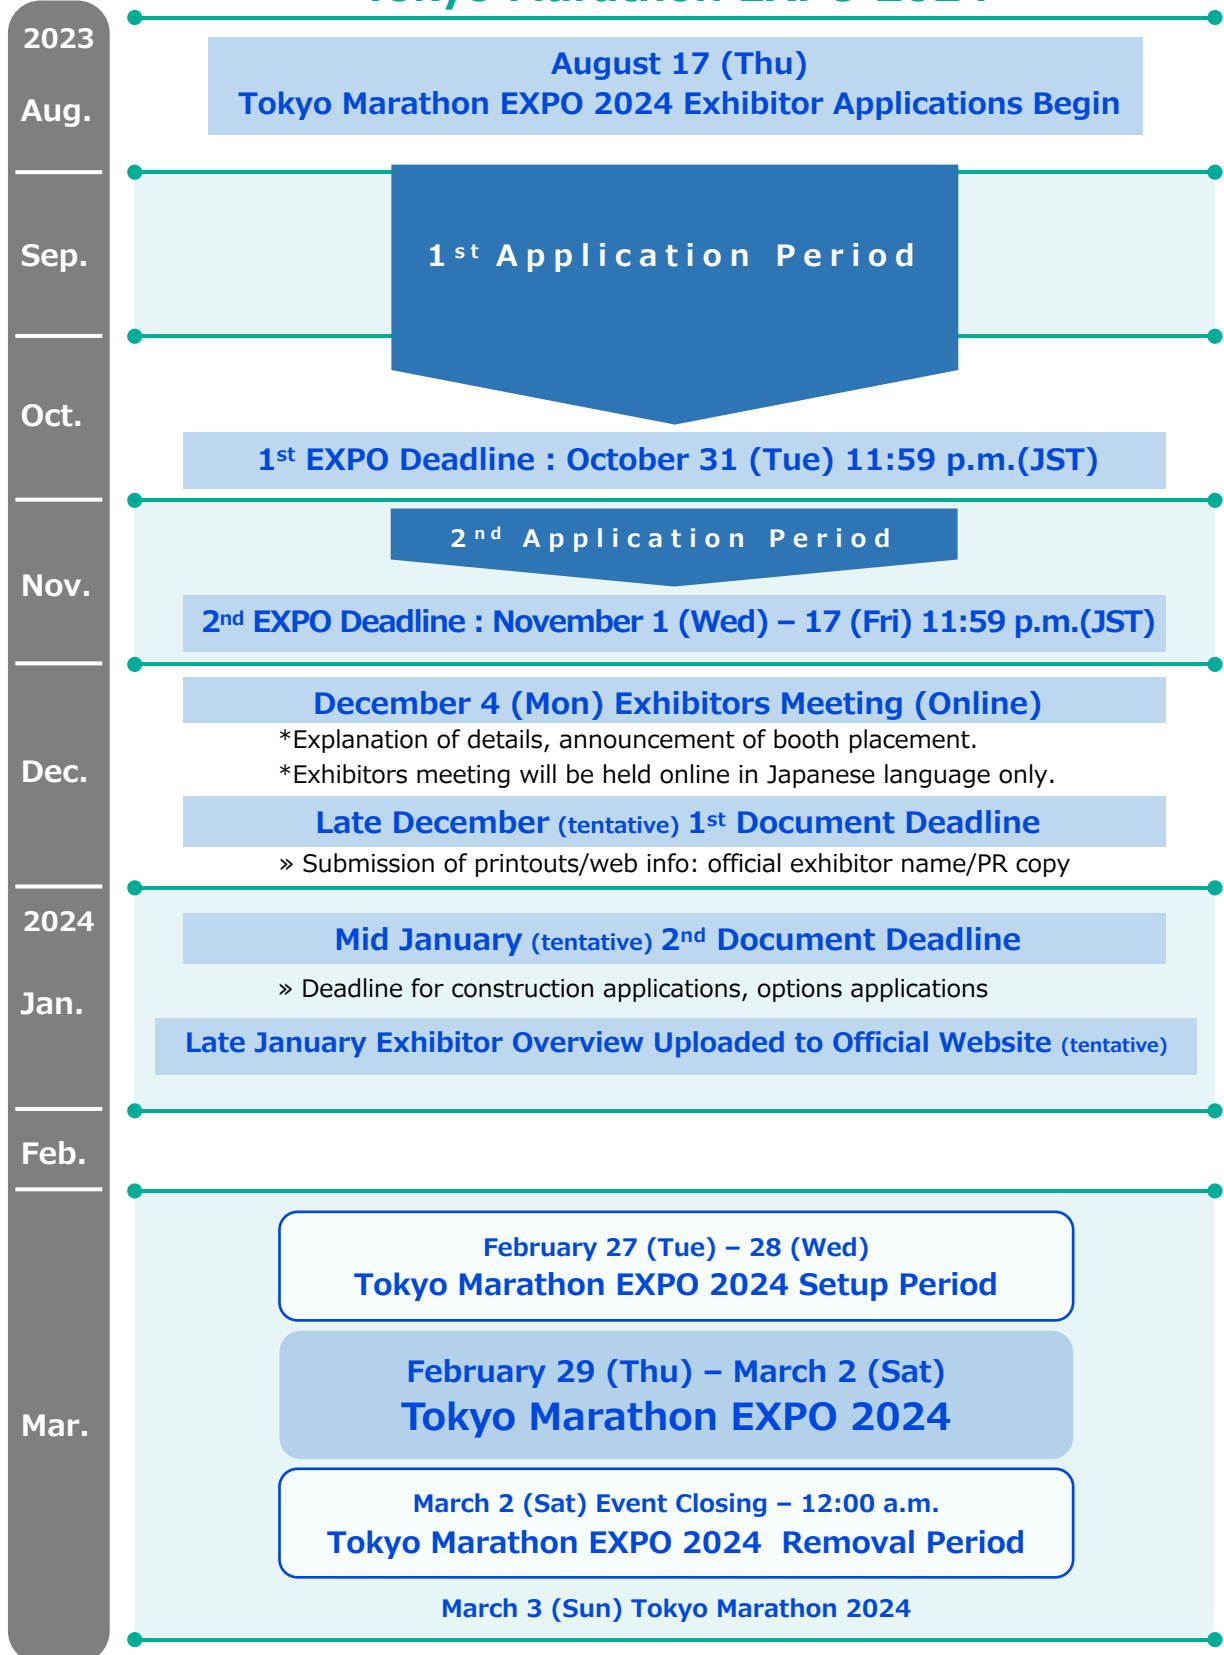 Tokyo Marathon EXPO 2024
2023
Aug.
August 17 (Thu)
Tokyo Marathon EXPO 2024 Exhibitor Applications Begin
Sep.
1st Application Period
Oct.
1st EXPO Deadline : October 31 (Tue) 11:59 p.m.(JST)
2nd Application Period
Nov.
2nd EXPO Deadline : November 1 (Wed) – 17 (Fri) 11:59 p.m.(JST)
December 4 (Mon) Exhibitors Meeting (Online)
*Explanation of details, announcement of booth placement.
Dec.
*Exhibitors meeting will be held online in Japanese language only.
Late December (tentative) 1st Document Deadline
» Submission of printouts/web info: official exhibitor name/PR copy
2024
Mid January (tentative) 2nd Document Deadline
» Deadline for construction applications, options applications
Jan.
Late January Exhibitor Overview Uploaded to Official Website (tentative)
Feb.
February 27 (Tue) – 28 (Wed)
Tokyo Marathon EXPO 2024 Setup Period
February 29 (Thu) – March 2 (Sat)
Tokyo Marathon EXPO 2024
Mar.
March 2 (Sat) Event Closing – 12:00 a.m.
Tokyo Marathon EXPO 2024 Removal Period
March 3 (Sun) Tokyo Marathon 2024